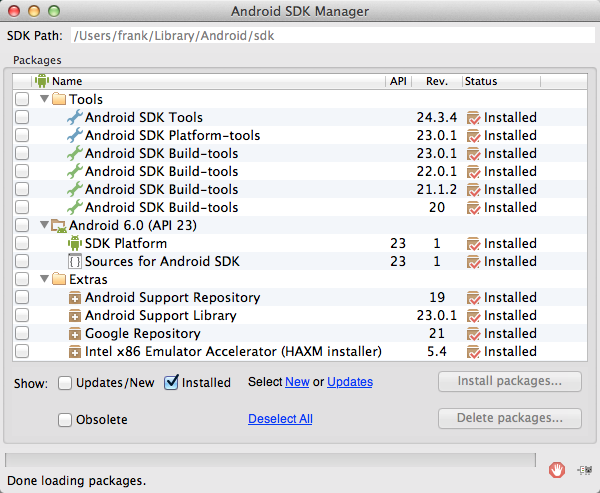 Android SDK Manager
SDK Path: /Users/frank/Library/Android/sdk
Packages
Name API Rev. Status
Tools
Android SDK Tools 24.3.4 Installed
Android SDK Platform-tools 23.0.1 Installed
Android SDK Build-tools 23.0.1 Installed
Android SDK Build-tools 22.0.1 Installed
Android SDK Build-tools 21.1.2 Installed
Android SDK Build-tools 20 Installed
Android 6.0 (API 23)
SDK Platform 23 1 Installed
Sources for Android SDK 23 1 Installed
Extras
Android Support Repository 19 Installed
Android Support Library 23.0.1 Installed
Google Repository 21 Installed
Intel x86 Emulator Accelerator (HAXM installer) 5.4 Installed
Show: Updates/New Installed Select New or Updates Install packages...
Obsolete Deselect All Delete packages...
Done loading packages.